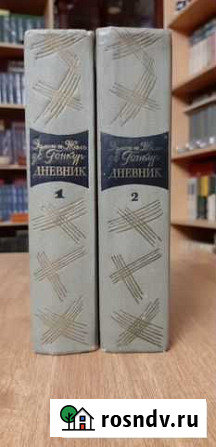 Эдмон и Жюль
де Гонкур
ДНЕВНИК
1
Эдмон и Жюль
де Гонкур
ДНЕВНИК
2
rosndv.ru